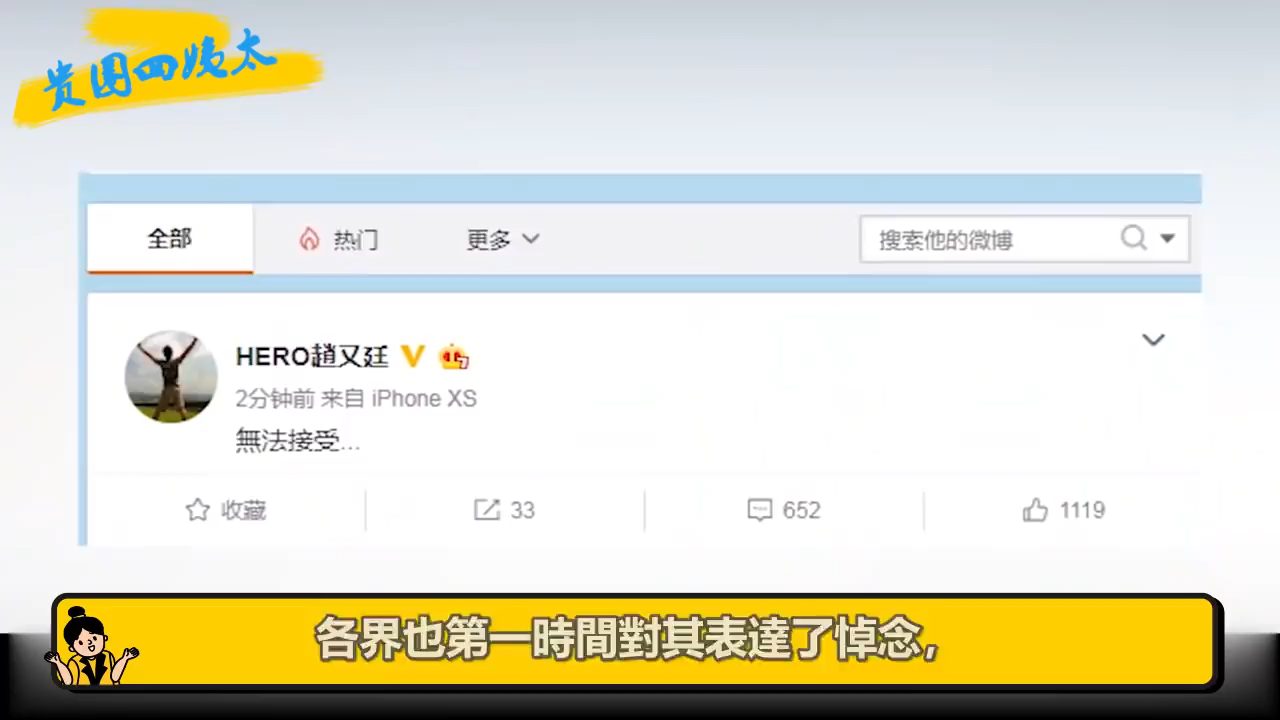 贵圈四姨太
全部 热门 更多 搜索他的微博
HERO趙又廷
2分钟前 来自 iPhone XS
無法接受...
收藏 33 652 1119
各界也第一時間對其表達了悼念，